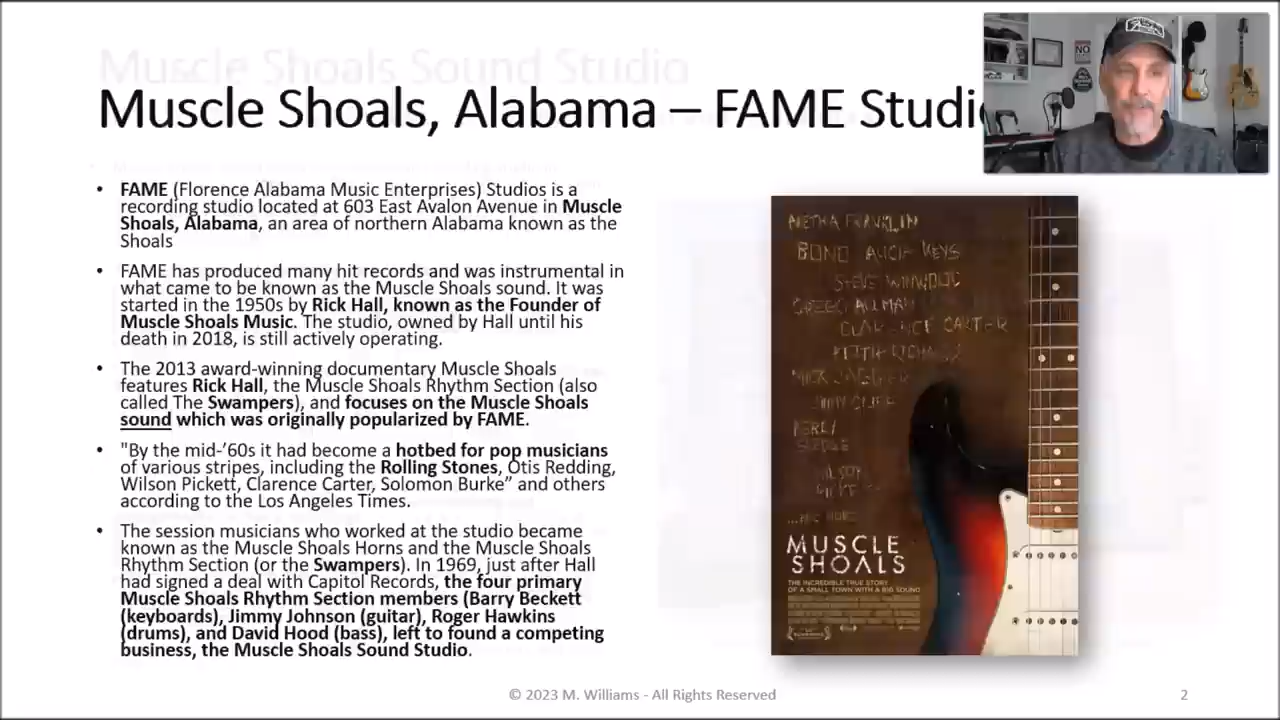 Muscle Shoals Sound Studio
Muscle Shoals, Alabama – FAME Studio
• FAME (Florence Alabama Music Enterprises) Studios is a
recording studio located at 603 East Avalon Avenue in Muscle
Shoals, Alabama, an area of northern Alabama known as the
Shoals
• FAME has produced many hit records and was instrumental in
what came to be known as the Muscle Shoals sound. It was
started in the 1950s by Rick Hall, known as the Founder of
Muscle Shoals Music. The studio, owned by Hall until his
death in 2018, is still actively operating.
• The 2013 award-winning documentary Muscle Shoals
features Rick Hall, the Muscle Shoals Rhythm Section (also
called The Swampers), and focuses on the Muscle Shoals
sound which was originally popularized by FAME.
• "By the mid-’60s it had become a hotbed for pop musicians
of various stripes, including the Rolling Stones, Otis Redding,
Wilson Pickett, Clarence Carter, Solomon Burke” and others
according to the Los Angeles Times.
• The session musicians who worked at the studio became
known as the Muscle Shoals Horns and the Muscle Shoals
Rhythm Section (or the Swampers). In 1969, just after Hall
had signed a deal with Capitol Records, the four primary
Muscle Shoals Rhythm Section members (Barry Beckett
(keyboards), Jimmy Johnson (guitar), Roger Hawkins
(drums), and David Hood (bass), left to found a competing
business, the Muscle Shoals Sound Studio.
NO
ARETHA FRANKLIN
BONO ALICIA KEYS
STEVE WINWOOD
GREGG ALLMAN
CLARENCE CARTER
KEITH RICHARDS
MICK JAGGER
JIMMY CLIFF
PERCY
SLEDGE
WILSON
PICKETT
...AND MORE
MUSCLE
SHOALS
THE INCREDIBLE TRUE STORY
OF A SMALL TOWN WITH A BIG SOUND
© 2023 M. Williams - All Rights Reserved
2